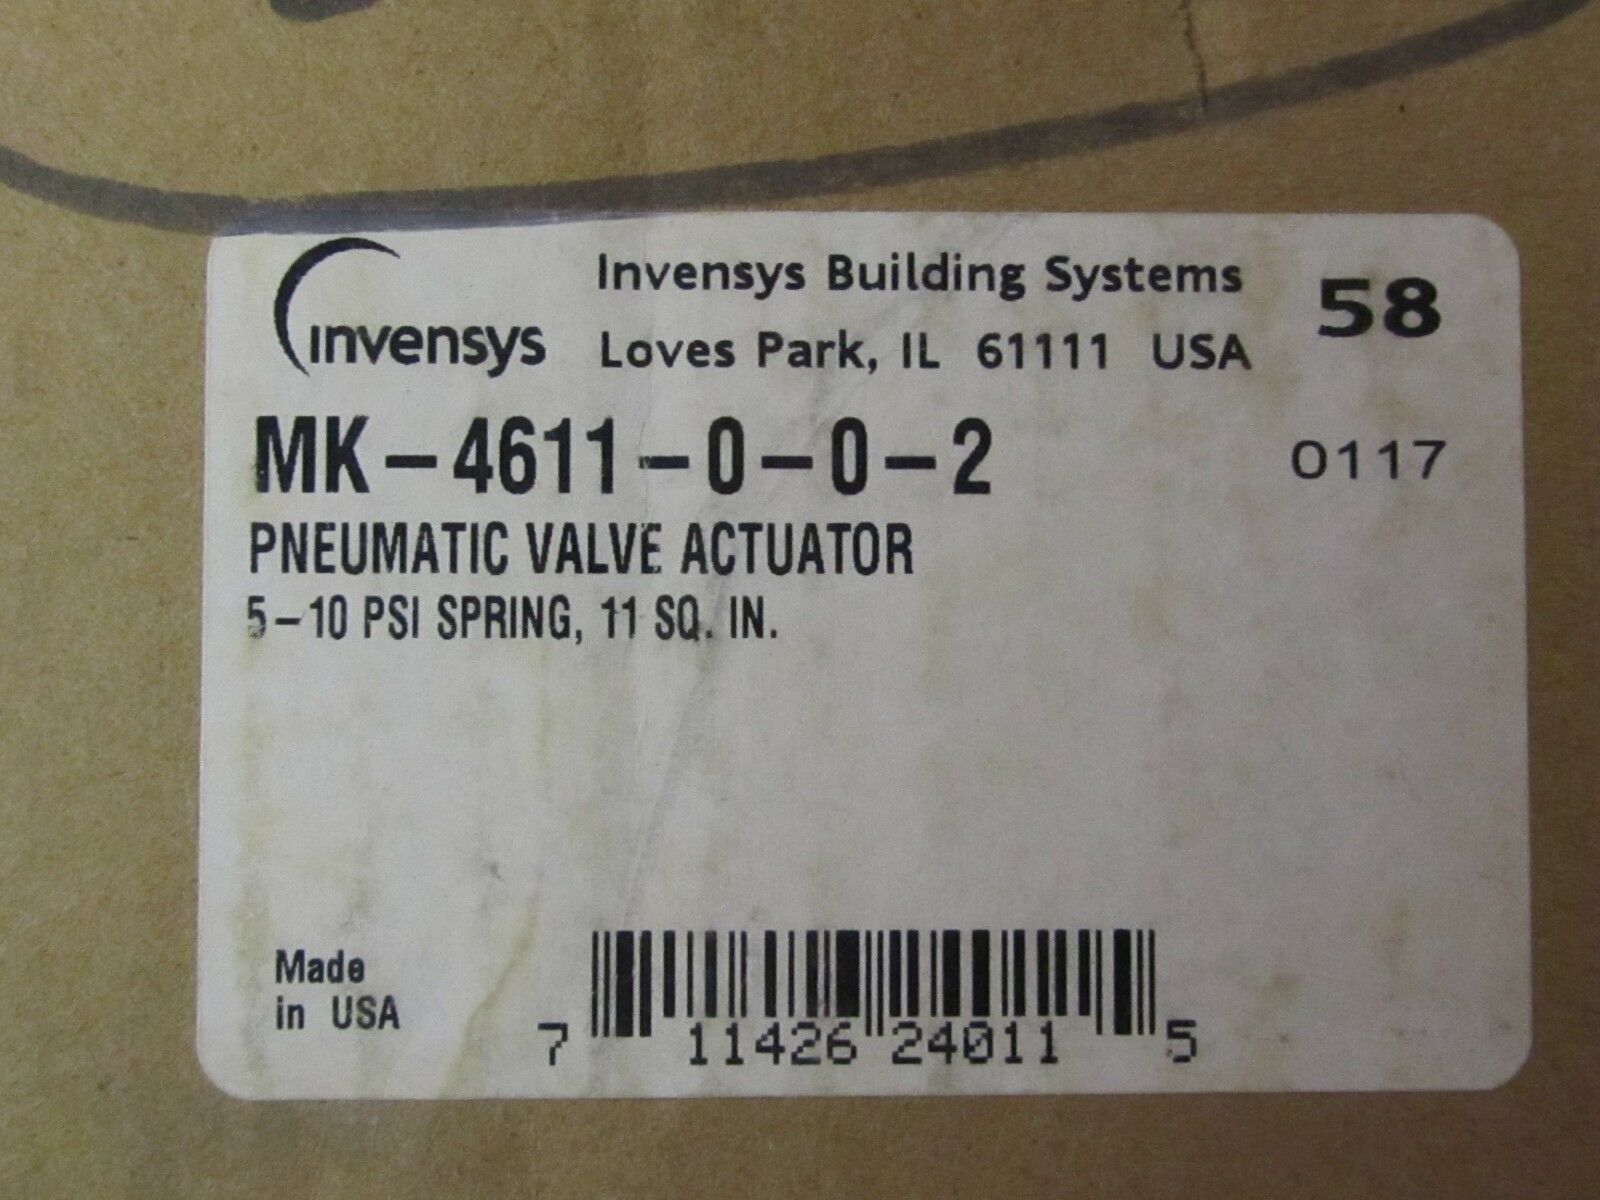 invensys
Invensys Building Systems
Loves Park, IL 61111 USA
58
MK-4611-0-0-2
0117
PNEUMATIC VALVE ACTUATOR
5-10 PSI SPRING, 11 SQ. IN.
Made
in USA
7 11426 24011 5